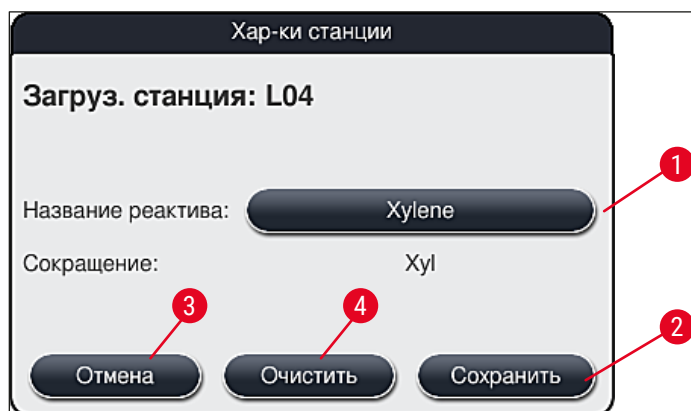 Хар-ки станции
Загруз. станция: L04
1
Название реактива: Xylene
Сокращение: Xyl
3 4 2
Отмена Очистить Сохранить